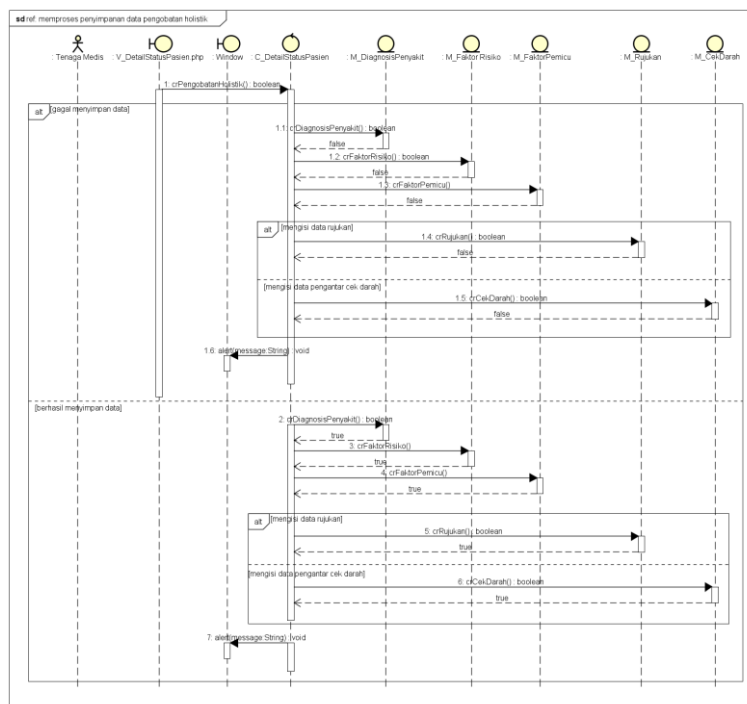 sd ref: memproses penyimpanan data pengobatan holistik
: Tenaga Medis
: V_DetailStatusPasien.php
: Window
: C_DetailStatusPasien
: M_DiagnosisPenyakit
: M_Faktor Risiko
: M_FaktorPemicu
: M_Rujukan
: M_CekDarah
1: crPengobatanHolistik() : boolean
alt
[gagal menyimpan data]
1.1: crDiagnosisPenyakit() : boolean
false
1.2: crFaktorRisiko() : boolean
false
1.3: crFaktorPemicu()
false
alt
[mengisi data rujukan]
1.4: crRujukan() : boolean
false
[mengisi data pengantar cek darah]
1.5: crCekDarah() : boolean
false
1.6: alert(message:String) : void
[berhasil menyimpan data]
2: crDiagnosisPenyakit() : boolean
true
3: crFaktorRisiko()
true
4: crFaktorPemicu()
true
alt
[mengisi data rujukan]
5: crRujukan() : boolean
true
[mengisi data pengantar cek darah]
6: crCekDarah() : boolean
true
7: alert(message:String) : void